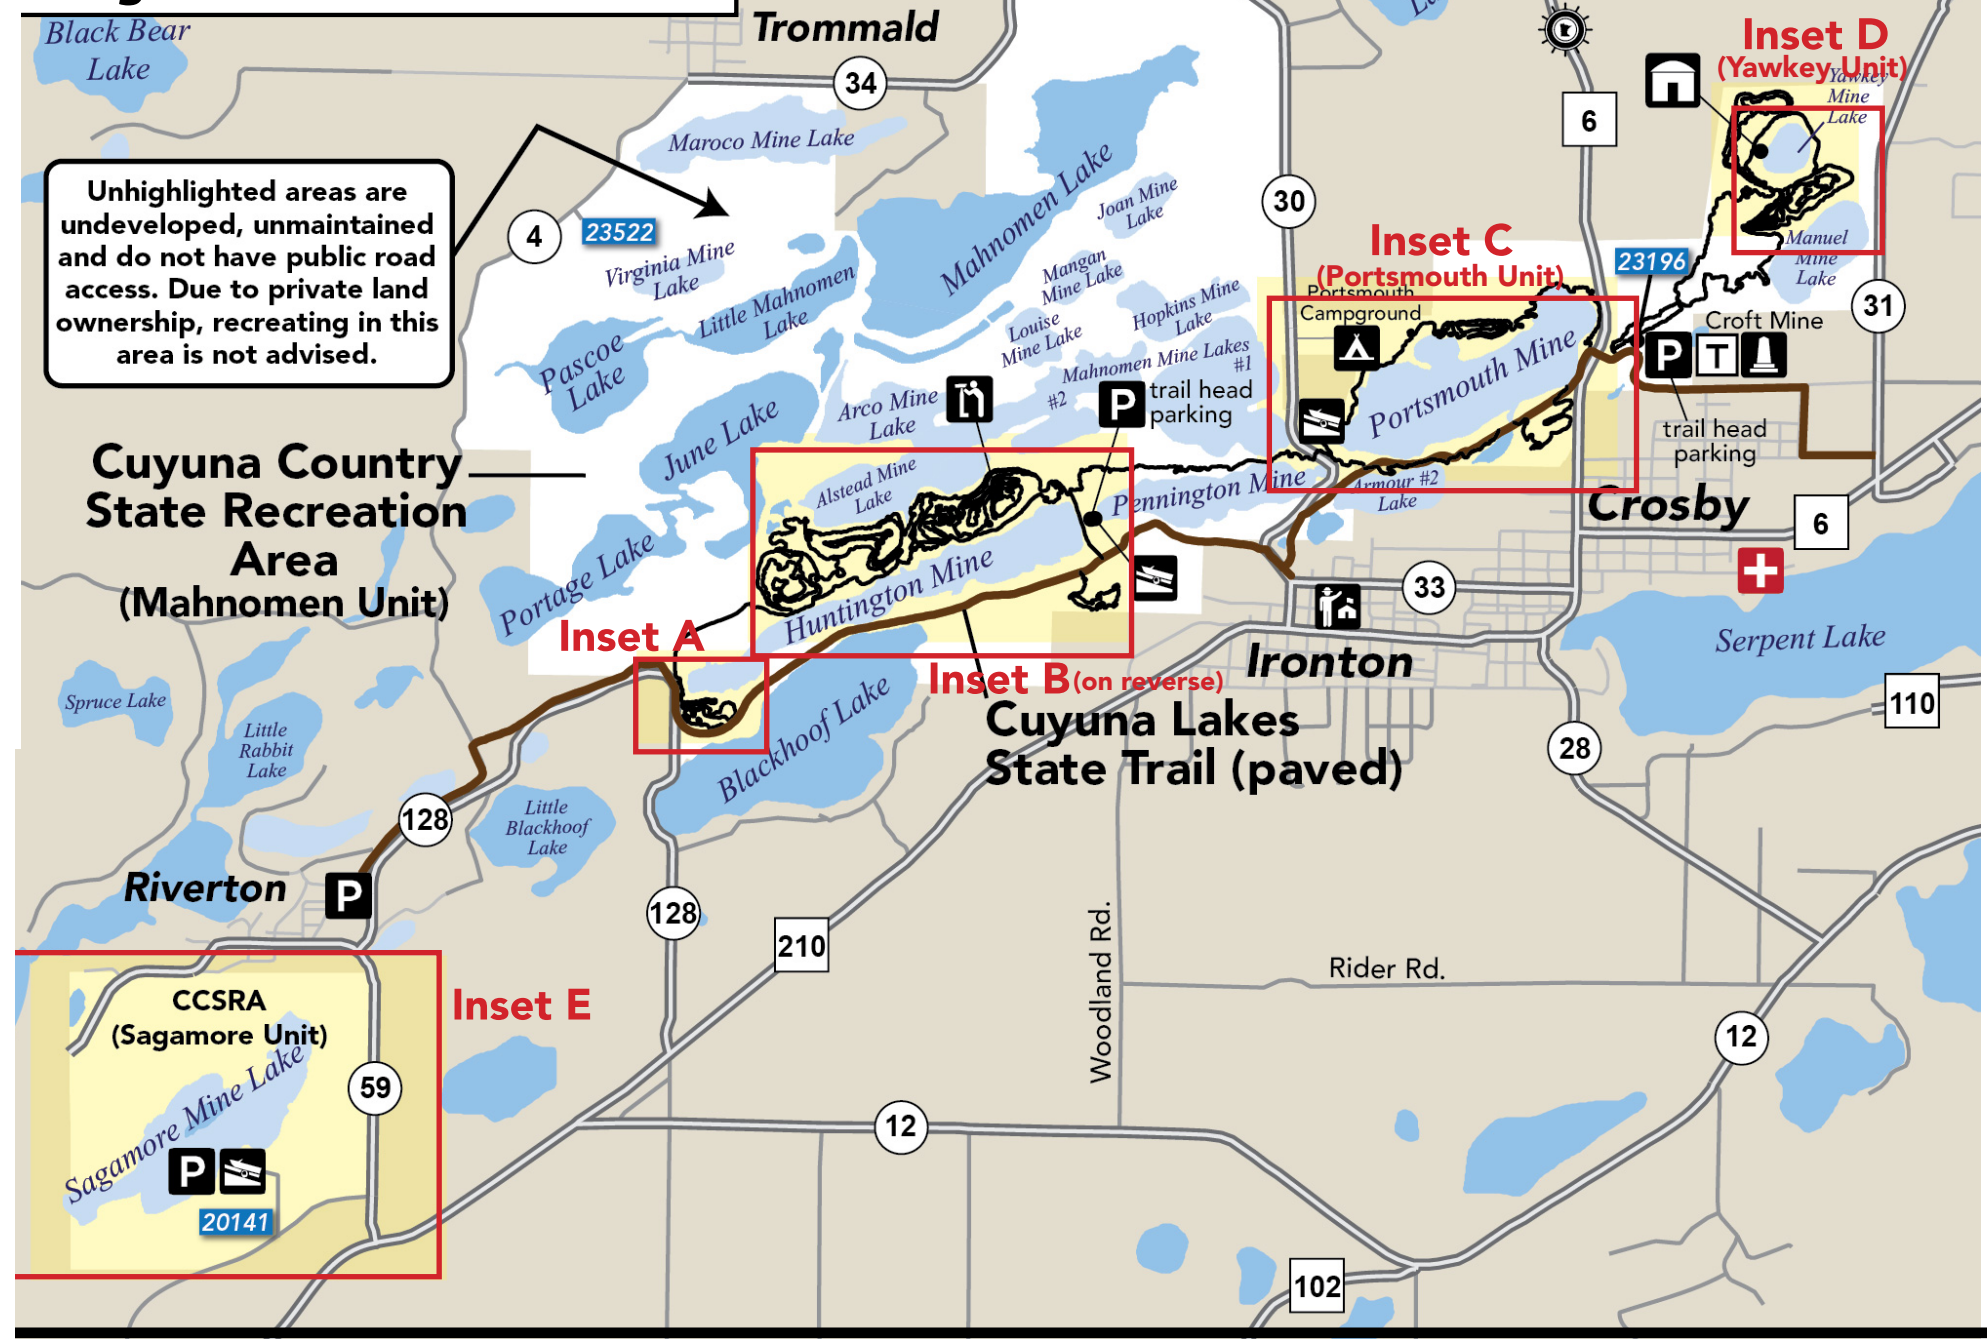 Black Bear
Lake
Trommald
34
Maroco Mine Lake
Unhighlighted areas are
undeveloped, unmaintained
and do not have public road
access. Due to private land
ownership, recreating in this
area is not advised.
4
23522
Virginia Mine
Lake
Little Mahnomen
Lake
Mahnomen Lake
Joan Mine
Lake
Mangan
Mine Lake
Louise
Mine Lake
Hopkins Mine
Lake
Mahnomen Mine Lakes
#1
#2
30
6
Inset D
(Yawkey Unit)
Yawkey
Mine
Lake
Manuel
Mine
Lake
31
23196
Croft Mine
P
T
trail head
parking
Inset C
(Portsmouth Unit)
Portsmouth
Campground
Portsmouth Mine
Armour #2
Lake
Pascoe
Lake
June Lake
Arco Mine
Lake
P
trail head
parking
Cuyuna Country
State Recreation
Area
(Mahnomen Unit)
Alstead Mine
Lake
Pennington Mine
Huntington Mine
Portage Lake
Inset A
Inset B (on reverse)
Cuyuna Lakes
State Trail (paved)
Blackhoof Lake
Crosby
6
33
Ironton
Serpent Lake
110
28
Spruce Lake
Little
Rabbit
Lake
Little
Blackhoof
Lake
128
Riverton
P
128
210
Woodland Rd.
Rider Rd.
12
Inset E
CCSRA
(Sagamore Unit)
Sagamore Mine Lake
59
P
20141
12
102